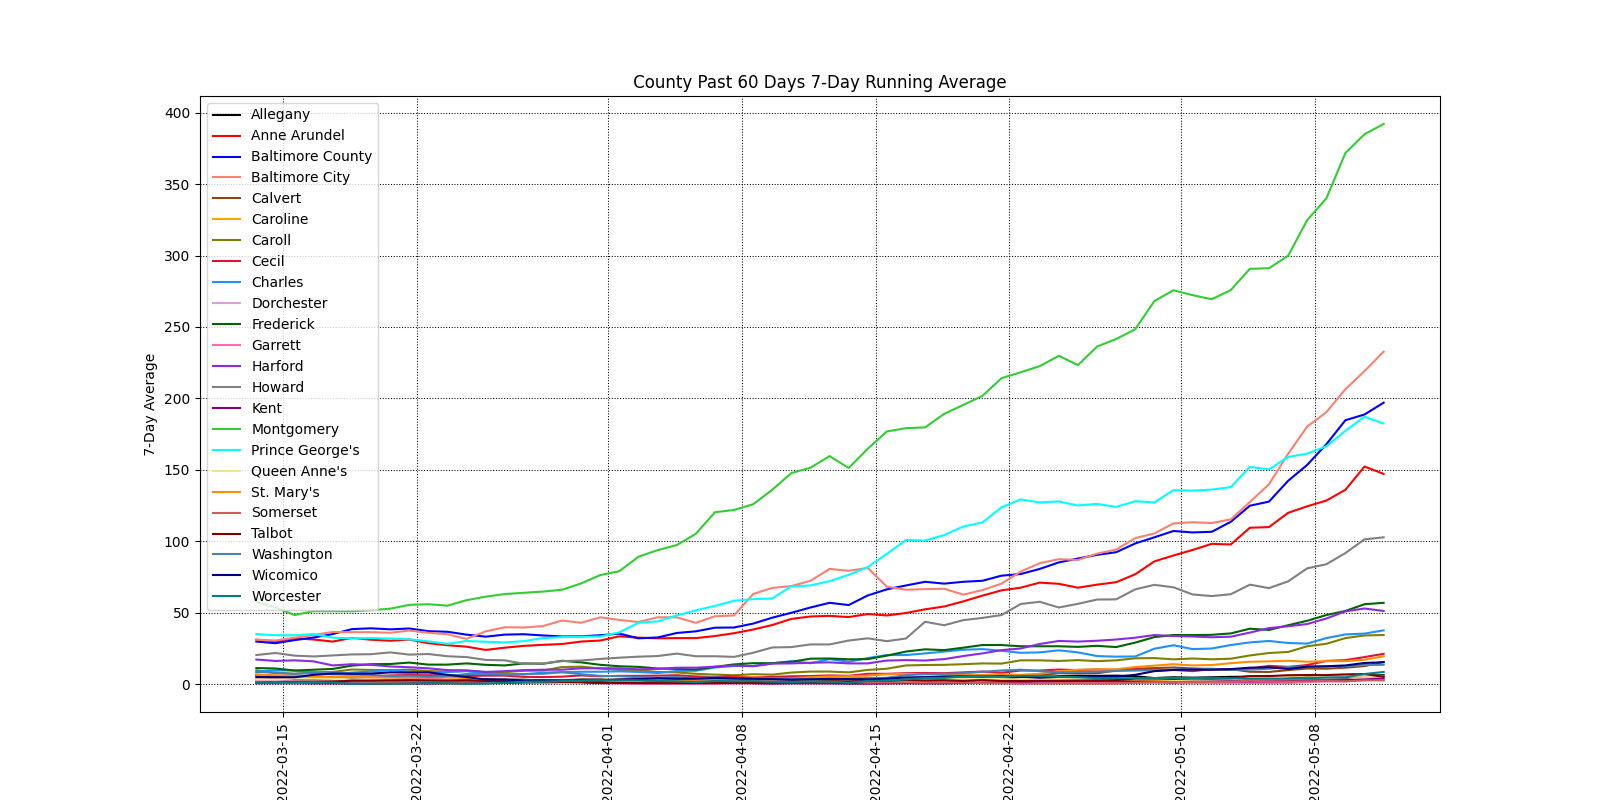 County Past 60 Days 7-Day Running Average
400
350
300
250
200
150
100
50
0
7-Day Average
Allegany
Anne Arundel
Baltimore County
Baltimore City
Calvert
Caroline
Caroll
Cecil
Charles
Dorchester
Frederick
Garrett
Harford
Howard
Kent
Montgomery
Prince George's
Queen Anne's
St. Mary's
Somerset
Talbot
Washington
Wicomico
Worcester
2022-03-15
2022-03-22
2022-04-01
2022-04-08
2022-04-15
2022-04-22
2022-05-01
2022-05-08